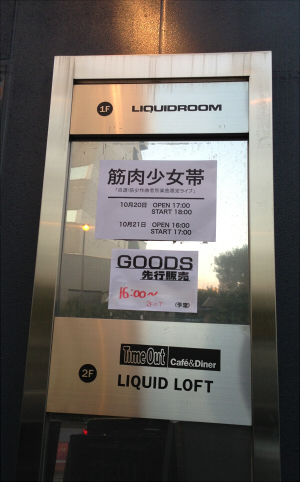 1F LIQUIDROOM
筋肉少女帯
10月20日 OPEN 17:00
START 18:00
10月21日 OPEN 16:00
START 17:00
GOODS
先行販売
16:00〜
(予定)
TimeOut Café&Diner
2F LIQUID LOFT